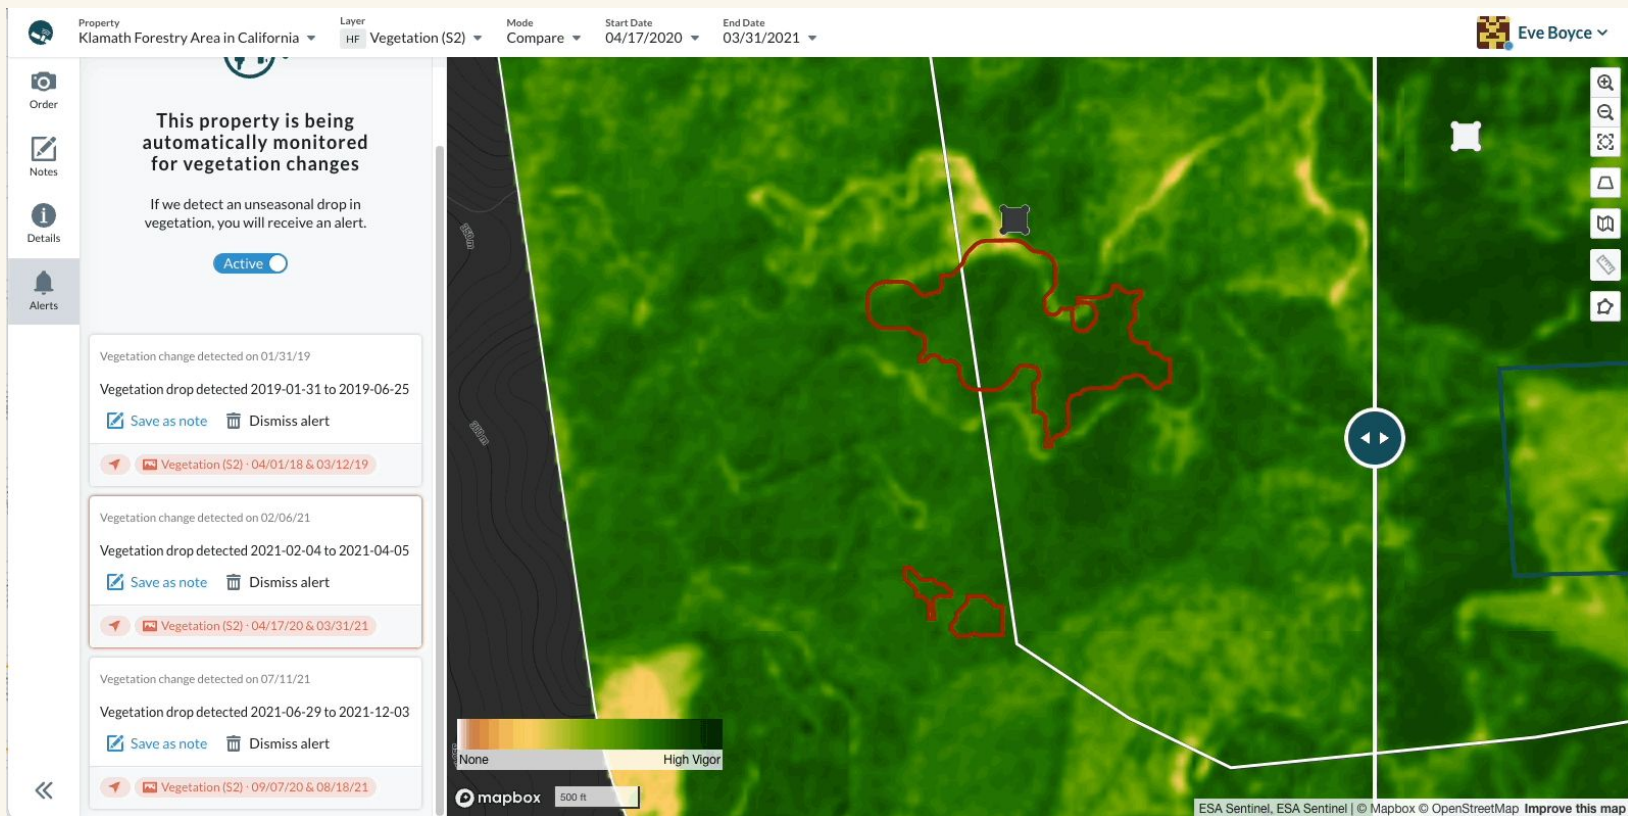 Property
Klamath Forestry Area in California
Layer
HF Vegetation (S2)
Mode
Compare
Start Date
04/17/2020
End Date
03/31/2021
Eve Boyce
Order
Notes
Details
Alerts
This property is being
automatically monitored
for vegetation changes
If we detect an unseasonal drop in
vegetation, you will receive an alert.
Active
Vegetation change detected on 01/31/19
Vegetation drop detected 2019-01-31 to 2019-06-25
Save as note Dismiss alert
Vegetation (S2) · 04/01/18 & 03/12/19
Vegetation change detected on 02/06/21
Vegetation drop detected 2021-02-04 to 2021-04-05
Save as note Dismiss alert
Vegetation (S2) · 04/17/20 & 03/31/21
Vegetation change detected on 07/11/21
Vegetation drop detected 2021-06-29 to 2021-12-03
Save as note Dismiss alert
Vegetation (S2) · 09/07/20 & 08/18/21
None High Vigor
mapbox
500 ft
ESA Sentinel, ESA Sentinel | © Mapbox © OpenStreetMap Improve this map